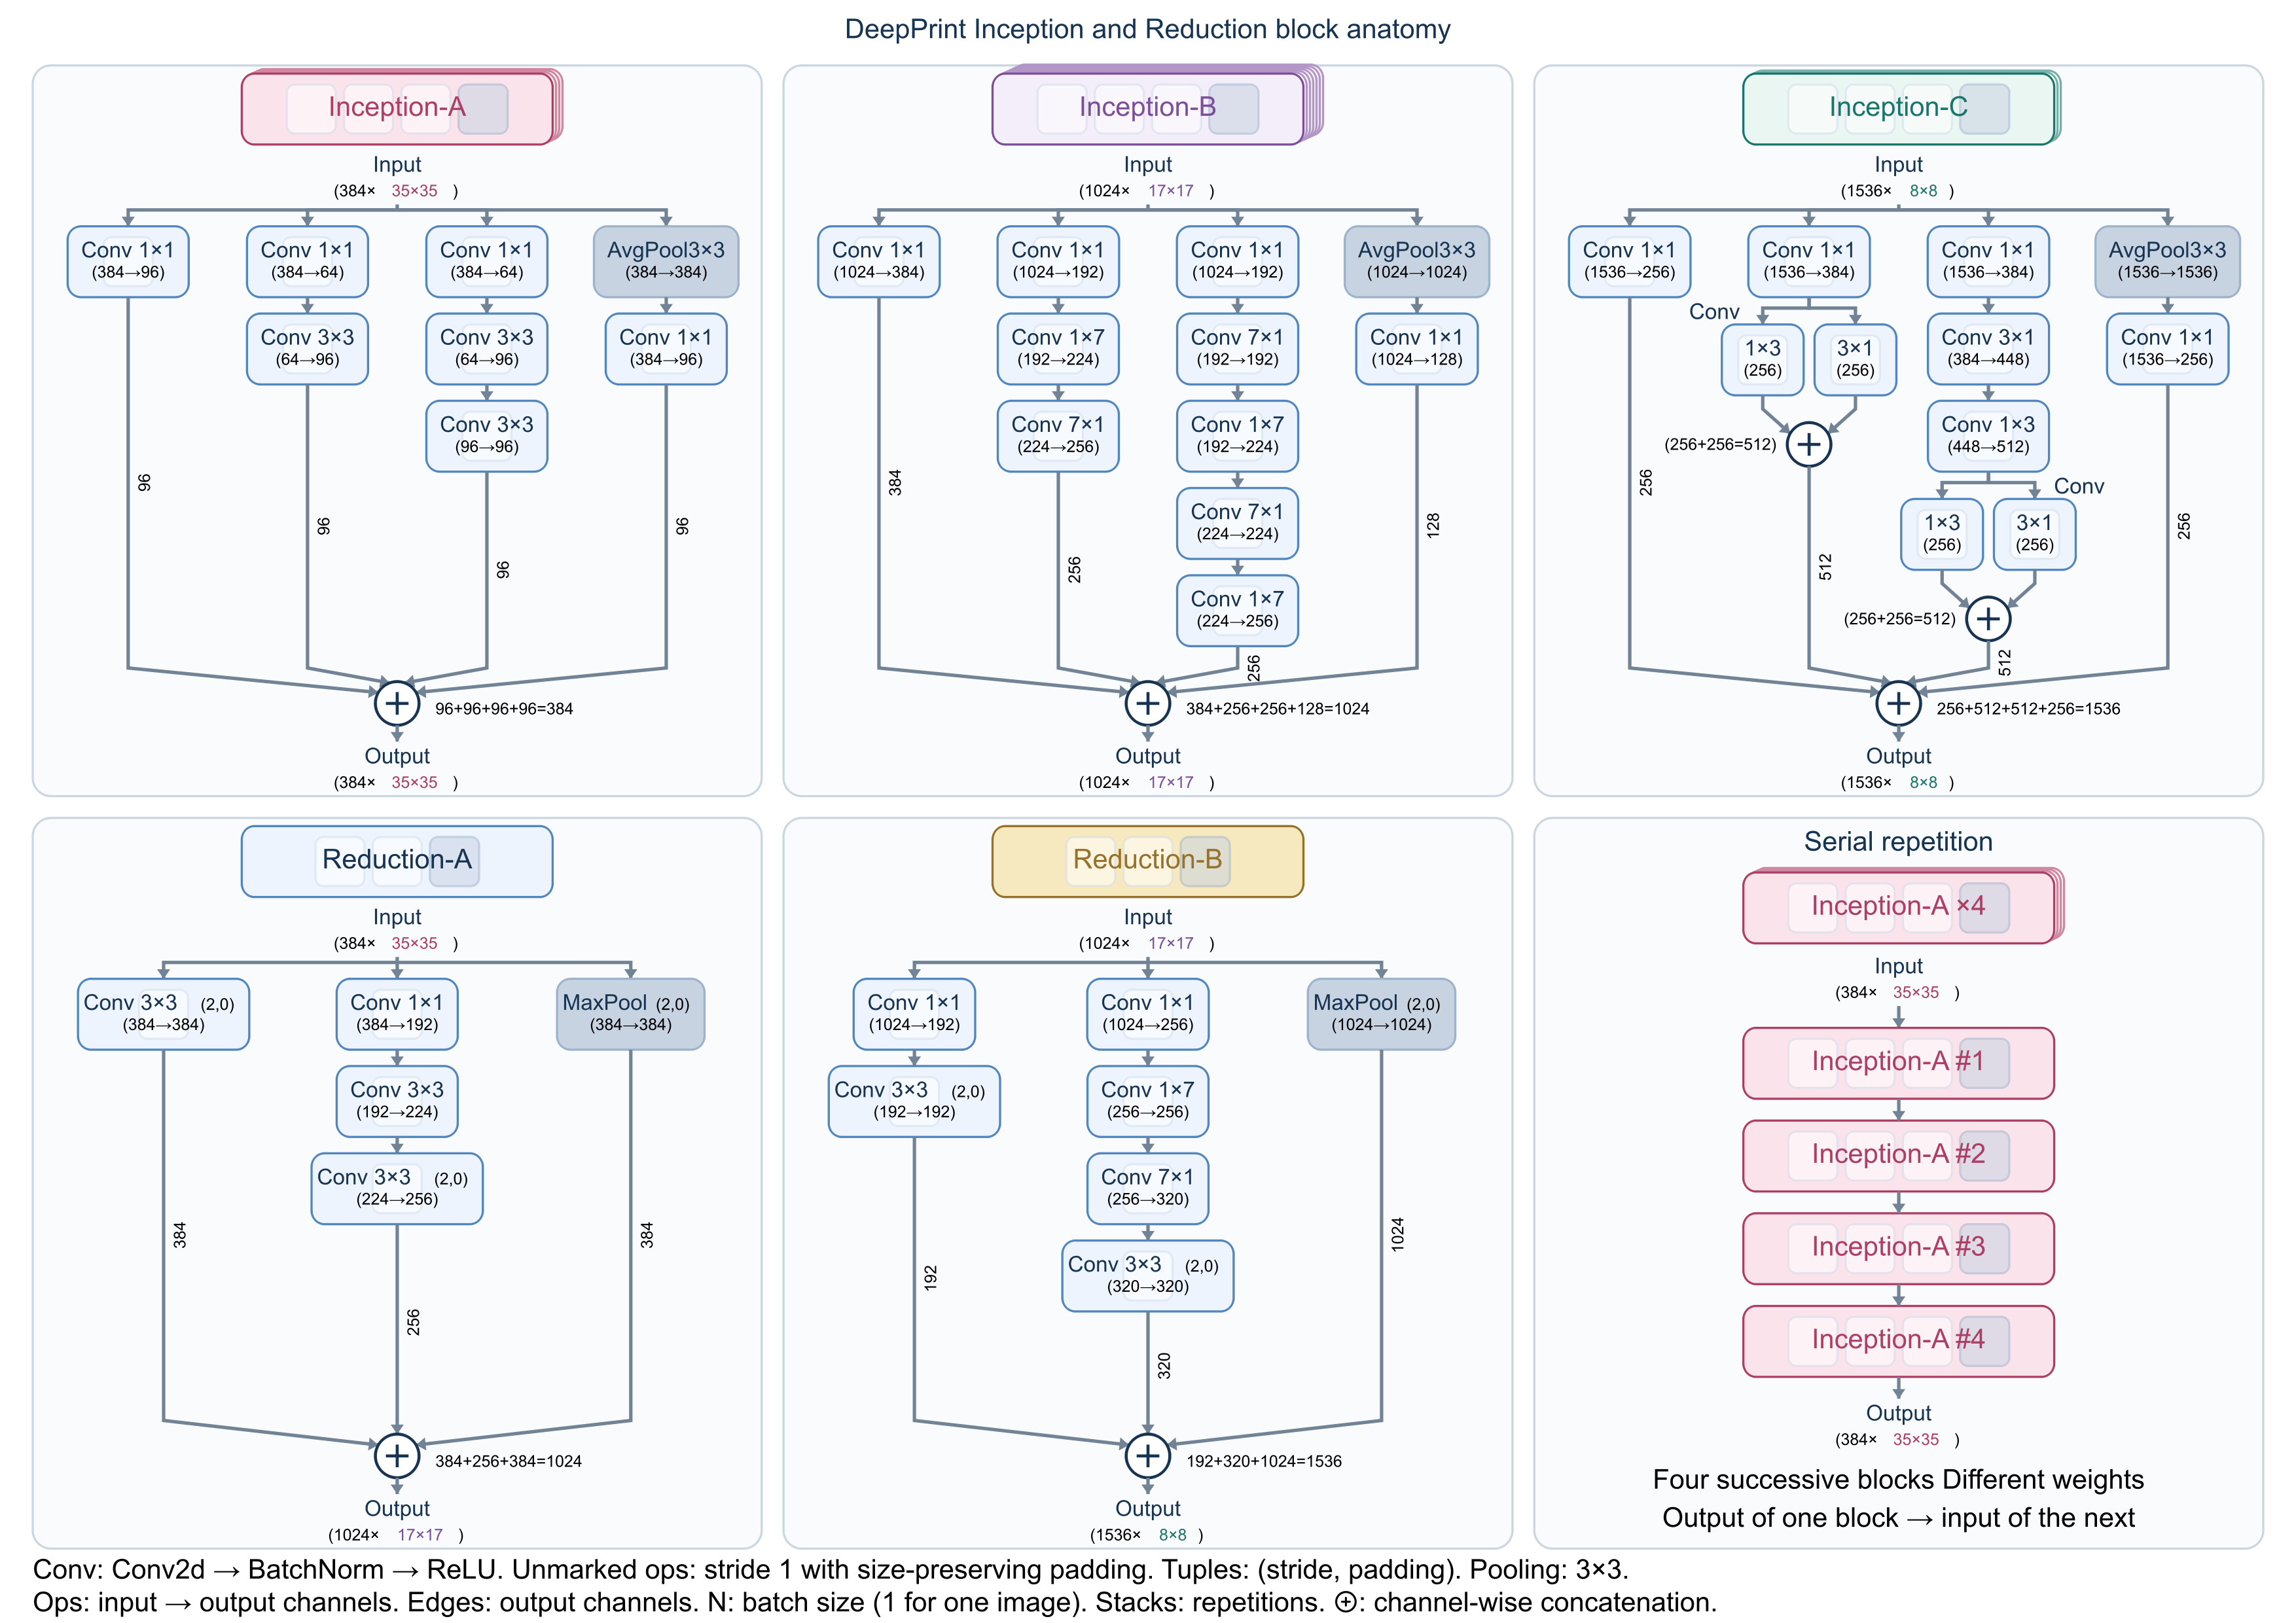 DeepPrint Inception and Reduction block anatomy
Inception-A
Input
(384× 35×35 )
Conv 1×1
(384→96)
Conv 1×1
(384→64)
Conv 1×1
(384→64)
AvgPool3×3
(384→384)
Conv 3×3
(64→96)
Conv 3×3
(64→96)
Conv 1×1
(384→96)
Conv 3×3
(96→96)
96
96
96
96
96+96+96+96=384
Output
(384× 35×35 )
Inception-B
Input
(1024× 17×17 )
Conv 1×1
(1024→384)
Conv 1×1
(1024→192)
Conv 1×1
(1024→192)
AvgPool3×3
(1024→1024)
Conv 1×7
(192→224)
Conv 7×1
(192→192)
Conv 1×1
(1024→128)
Conv 7×1
(224→256)
Conv 1×7
(192→224)
Conv 7×1
(224→224)
Conv 1×7
(224→256)
384
256
256
128
384+256+256+128=1024
Output
(1024× 17×17 )
Inception-C
Input
(1536× 8×8 )
Conv 1×1
(1536→256)
Conv 1×1
(1536→384)
Conv 1×1
(1536→384)
AvgPool3×3
(1536→1536)
Conv
1×3
(256)
3×1
(256)
Conv 3×1
(384→448)
Conv 1×1
(1536→256)
(256+256=512)
Conv 1×3
(448→512)
Conv
1×3
(256)
3×1
(256)
(256+256=512)
256
512
512
256
256+512+512+256=1536
Output
(1536× 8×8 )
Reduction-A
Input
(384× 35×35 )
Conv 3×3 (2,0)
(384→384)
Conv 1×1
(384→192)
MaxPool (2,0)
(384→384)
Conv 3×3
(192→224)
Conv 3×3 (2,0)
(224→256)
384
256
384
384+256+384=1024
Output
(1024× 17×17 )
Reduction-B
Input
(1024× 17×17 )
Conv 1×1
(1024→192)
Conv 1×1
(1024→256)
MaxPool (2,0)
(1024→1024)
Conv 3×3 (2,0)
(192→192)
Conv 1×7
(256→256)
Conv 7×1
(256→320)
Conv 3×3 (2,0)
(320→320)
192
320
1024
192+320+1024=1536
Output
(1536× 8×8 )
Serial repetition
Inception-A ×4
Input
(384× 35×35 )
Inception-A #1
Inception-A #2
Inception-A #3
Inception-A #4
Output
(384× 35×35 )
Four successive blocks Different weights
Output of one block → input of the next
Conv: Conv2d → BatchNorm → ReLU. Unmarked ops: stride 1 with size-preserving padding. Tuples: (stride, padding). Pooling: 3×3.
Ops: input → output channels. Edges: output channels. N: batch size (1 for one image). Stacks: repetitions. ⊕: channel-wise concatenation.